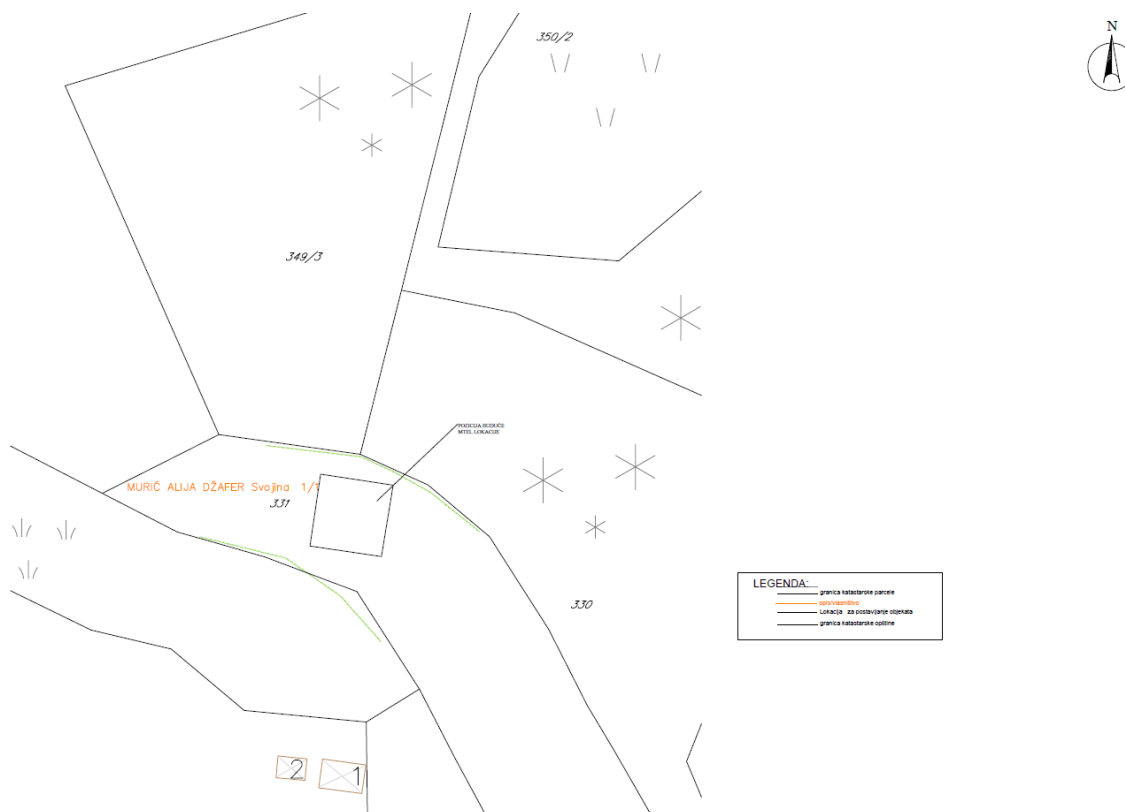 N
350/2
349/3
POZICIJA BUDUĆE
MTEL LOKACIJE
MURIĆ ALIJA DŽAFER Svojina 1/1
331
330
LEGENDA:
granica katastarske parcele
opis/vlasništvo
Lokacija za postavljanje objekata
granica katastarske opštine
2
1